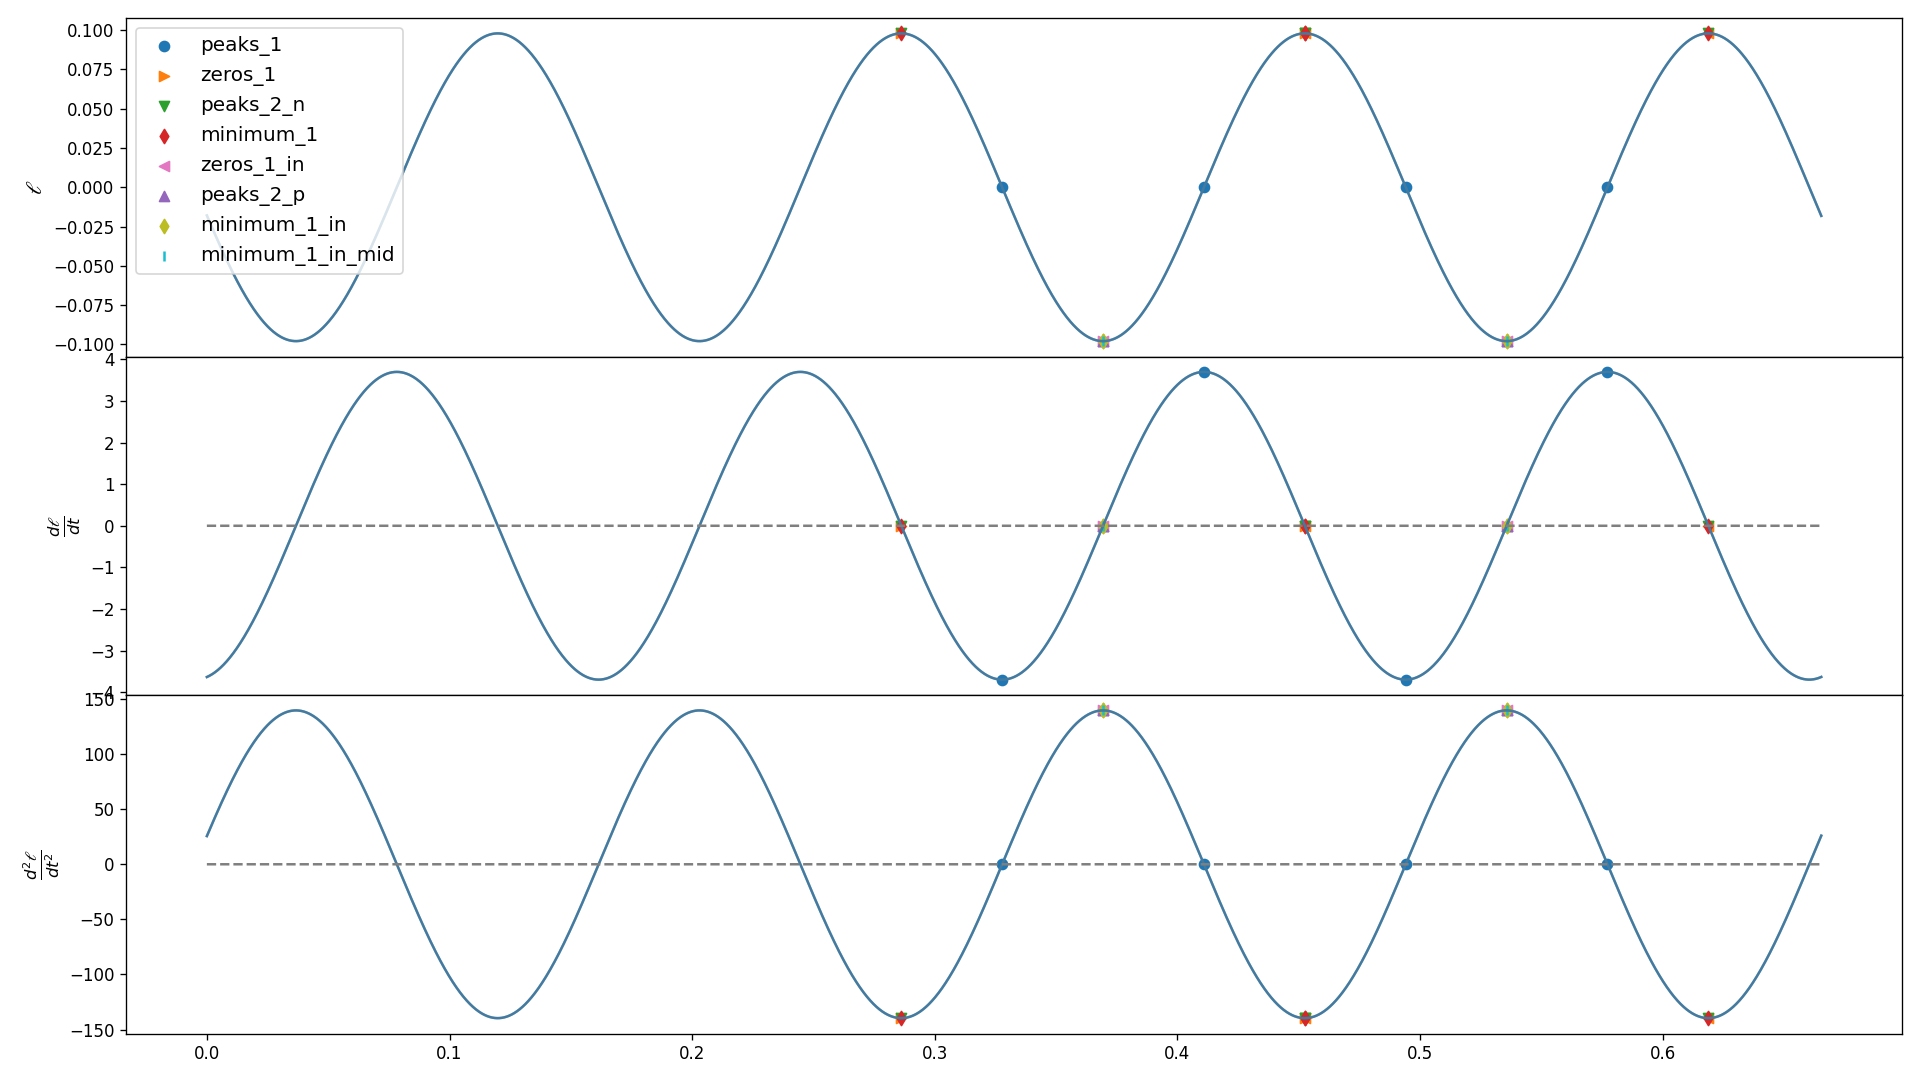 0.100
0.075
0.050
0.025
0.000
−0.025
−0.050
−0.075
−0.100
ℓ
peaks_1
zeros_1
peaks_2_n
minimum_1
zeros_1_in
peaks_2_p
minimum_1_in
minimum_1_in_mid
4
3
2
1
0
−1
−2
−3
−4
dℓ
dt
150
100
50
0
−50
−100
−150
d²ℓ
dt²
0.0 0.1 0.2 0.3 0.4 0.5 0.6